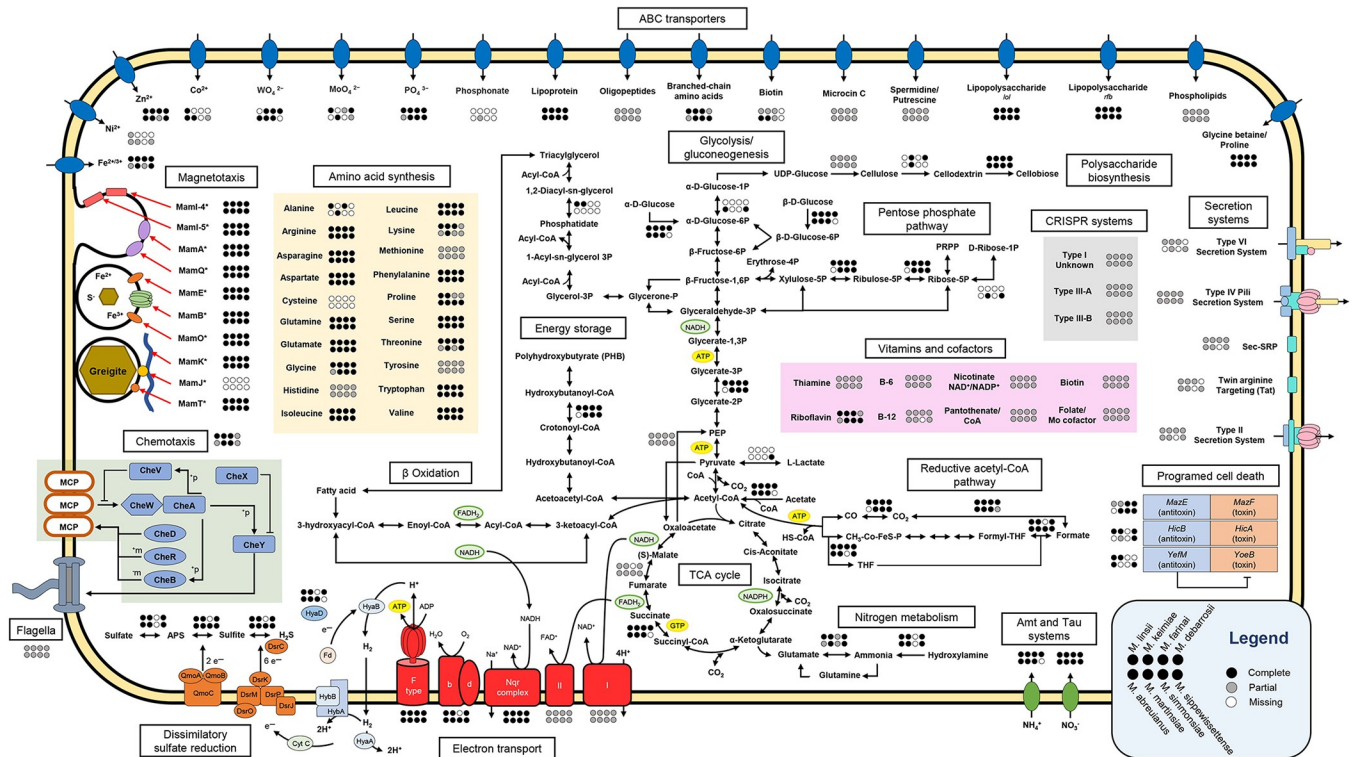 ABC transporters
Zn²⁺
Co²⁺
WO₄ ²⁻
MoO₄ ²⁻
PO₄ ³⁻
Phosphonate
Lipoprotein
Oligopeptides
Branched-chain
amino acids
Biotin
Microcin C
Spermidine/
Putrescine
Lipopolysaccharide
lol
Lipopolysaccharide
rfb
Phospholipids
Ni²⁺
Fe²⁺/³⁺
Glycine betaine/
Proline
Magnetotaxis
MamI-4*
MamI-5*
MamA*
MamQ*
MamE*
MamB*
MamO*
MamK*
MamJ*
MamT*
Fe²⁺
S⁻
Fe³⁺
Greigite
Amino acid synthesis
Alanine
Arginine
Asparagine
Aspartate
Cysteine
Glutamine
Glutamate
Glycine
Histidine
Isoleucine
Leucine
Lysine
Methionine
Phenylalanine
Proline
Serine
Threonine
Tyrosine
Tryptophan
Valine
Triacylglycerol
Acyl-CoA
1,2-Diacyl-sn-glycerol
Phosphatidate
Acyl-CoA
1-Acyl-sn-glycerol 3P
Acyl-CoA
Glycerol-3P
Glycerone-P
Energy storage
Polyhydroxybutyrate (PHB)
Hydroxybutanoyl-CoA
Crotonoyl-CoA
Hydroxybutanoyl-CoA
Acetoacetyl-CoA
Glycolysis/
gluconeogenesis
α-D-Glucose-1P
α-D-Glucose
α-D-Glucose-6P
β-D-Glucose
β-D-Glucose-6P
β-Fructose-6P
β-Fructose-1,6P
Glyceraldehyde-3P
NADH
Glycerate-1,3P
ATP
Glycerate-3P
Glycerate-2P
PEP
ATP
Pyruvate
L-Lactate
CoA
CO₂
Acetyl-CoA
Acetate
CoA
UDP-Glucose
Cellulose
Cellodextrin
Cellobiose
Polysaccharide
biosynthesis
Pentose phosphate
pathway
Erythrose-4P
Xylulose-5P
Ribulose-5P
Ribose-5P
PRPP
D-Ribose-1P
CRISPR systems
Type I
Unknown
Type III-A
Type III-B
Secretion
systems
Type VI
Secretion System
Type IV Pili
Secretion System
Sec-SRP
Twin arginine
Targeting (Tat)
Type II
Secretion System
Vitamins and cofactors
Thiamine
B-6
Nicotinate
NAD⁺/NADP⁺
Biotin
Riboflavin
B-12
Pantothenate/
CoA
Folate/
Mo cofactor
Chemotaxis
MCP
MCP
MCP
CheV
CheX
CheW
CheA
CheD
CheR
CheB
CheY
⁺p
⁺p
⁺p
⁺m
⁻m
Flagella
β Oxidation
Fatty acid
3-hydroxyacyl-CoA
Enoyl-CoA
FADH₂
Acyl-CoA
3-ketoacyl-CoA
NADH
Reductive acetyl-CoA
pathway
ATP
HS-CoA
CO
CO₂
CH₃-Co-FeS-P
Formyl-THF
Formate
THF
Programed cell death
MazE
(antitoxin)
MazF
(toxin)
HicB
(antitoxin)
HicA
(toxin)
YefM
(antitoxin)
YoeB
(toxin)
TCA cycle
Oxaloacetate
Citrate
Cis-Aconitate
Isocitrate
NADPH
CO₂
Oxalosuccinate
α-Ketoglutarate
CO₂
Succinyl-CoA
GTP
Succinate
FADH₂
Fumarate
(S)-Malate
NADH
Nitrogen metabolism
Glutamate
Ammonia
Hydroxylamine
Glutamine
Amt and Tau
systems
NH₄⁺
NO₃⁻
Sulfate
APS
Sulfite
H₂S
DsrC
2 e⁻
6 e⁻
QmoA
QmoB
QmoC
DsrK
DsrM
DsrP
DsrJ
DsrO
Dissimilatory
sulfate reduction
HyaD
e⁻
Fd
HyaB
H₂
H⁺
HybB
HybA
2H⁺
H₂
HyaA
2H⁺
e⁻
Cyt C
ATP
ADP
F
type
H₂O
O₂
b
d
Na⁺
NAD⁺
NADH
Nqr
complex
FAD⁺
II
NAD⁺
4H⁺
I
Electron transport
Legend
M. linsii
M. keimiae
M. farinai
M. debarrosii
M. abreuianus
M. martinsiae
M. simmonsiae
M. sippewissettense
Complete
Partial
Missing